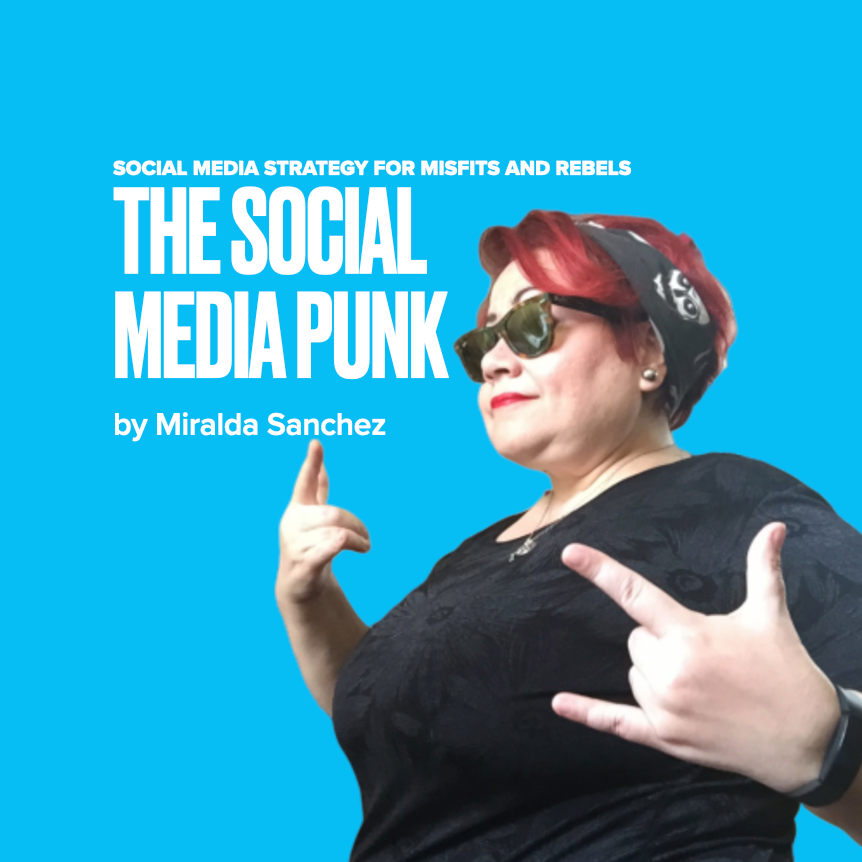 SOCIAL MEDIA STRATEGY FOR MISFITS AND REBELS
THE SOCIAL
MEDIA PUNK
by Miralda Sanchez